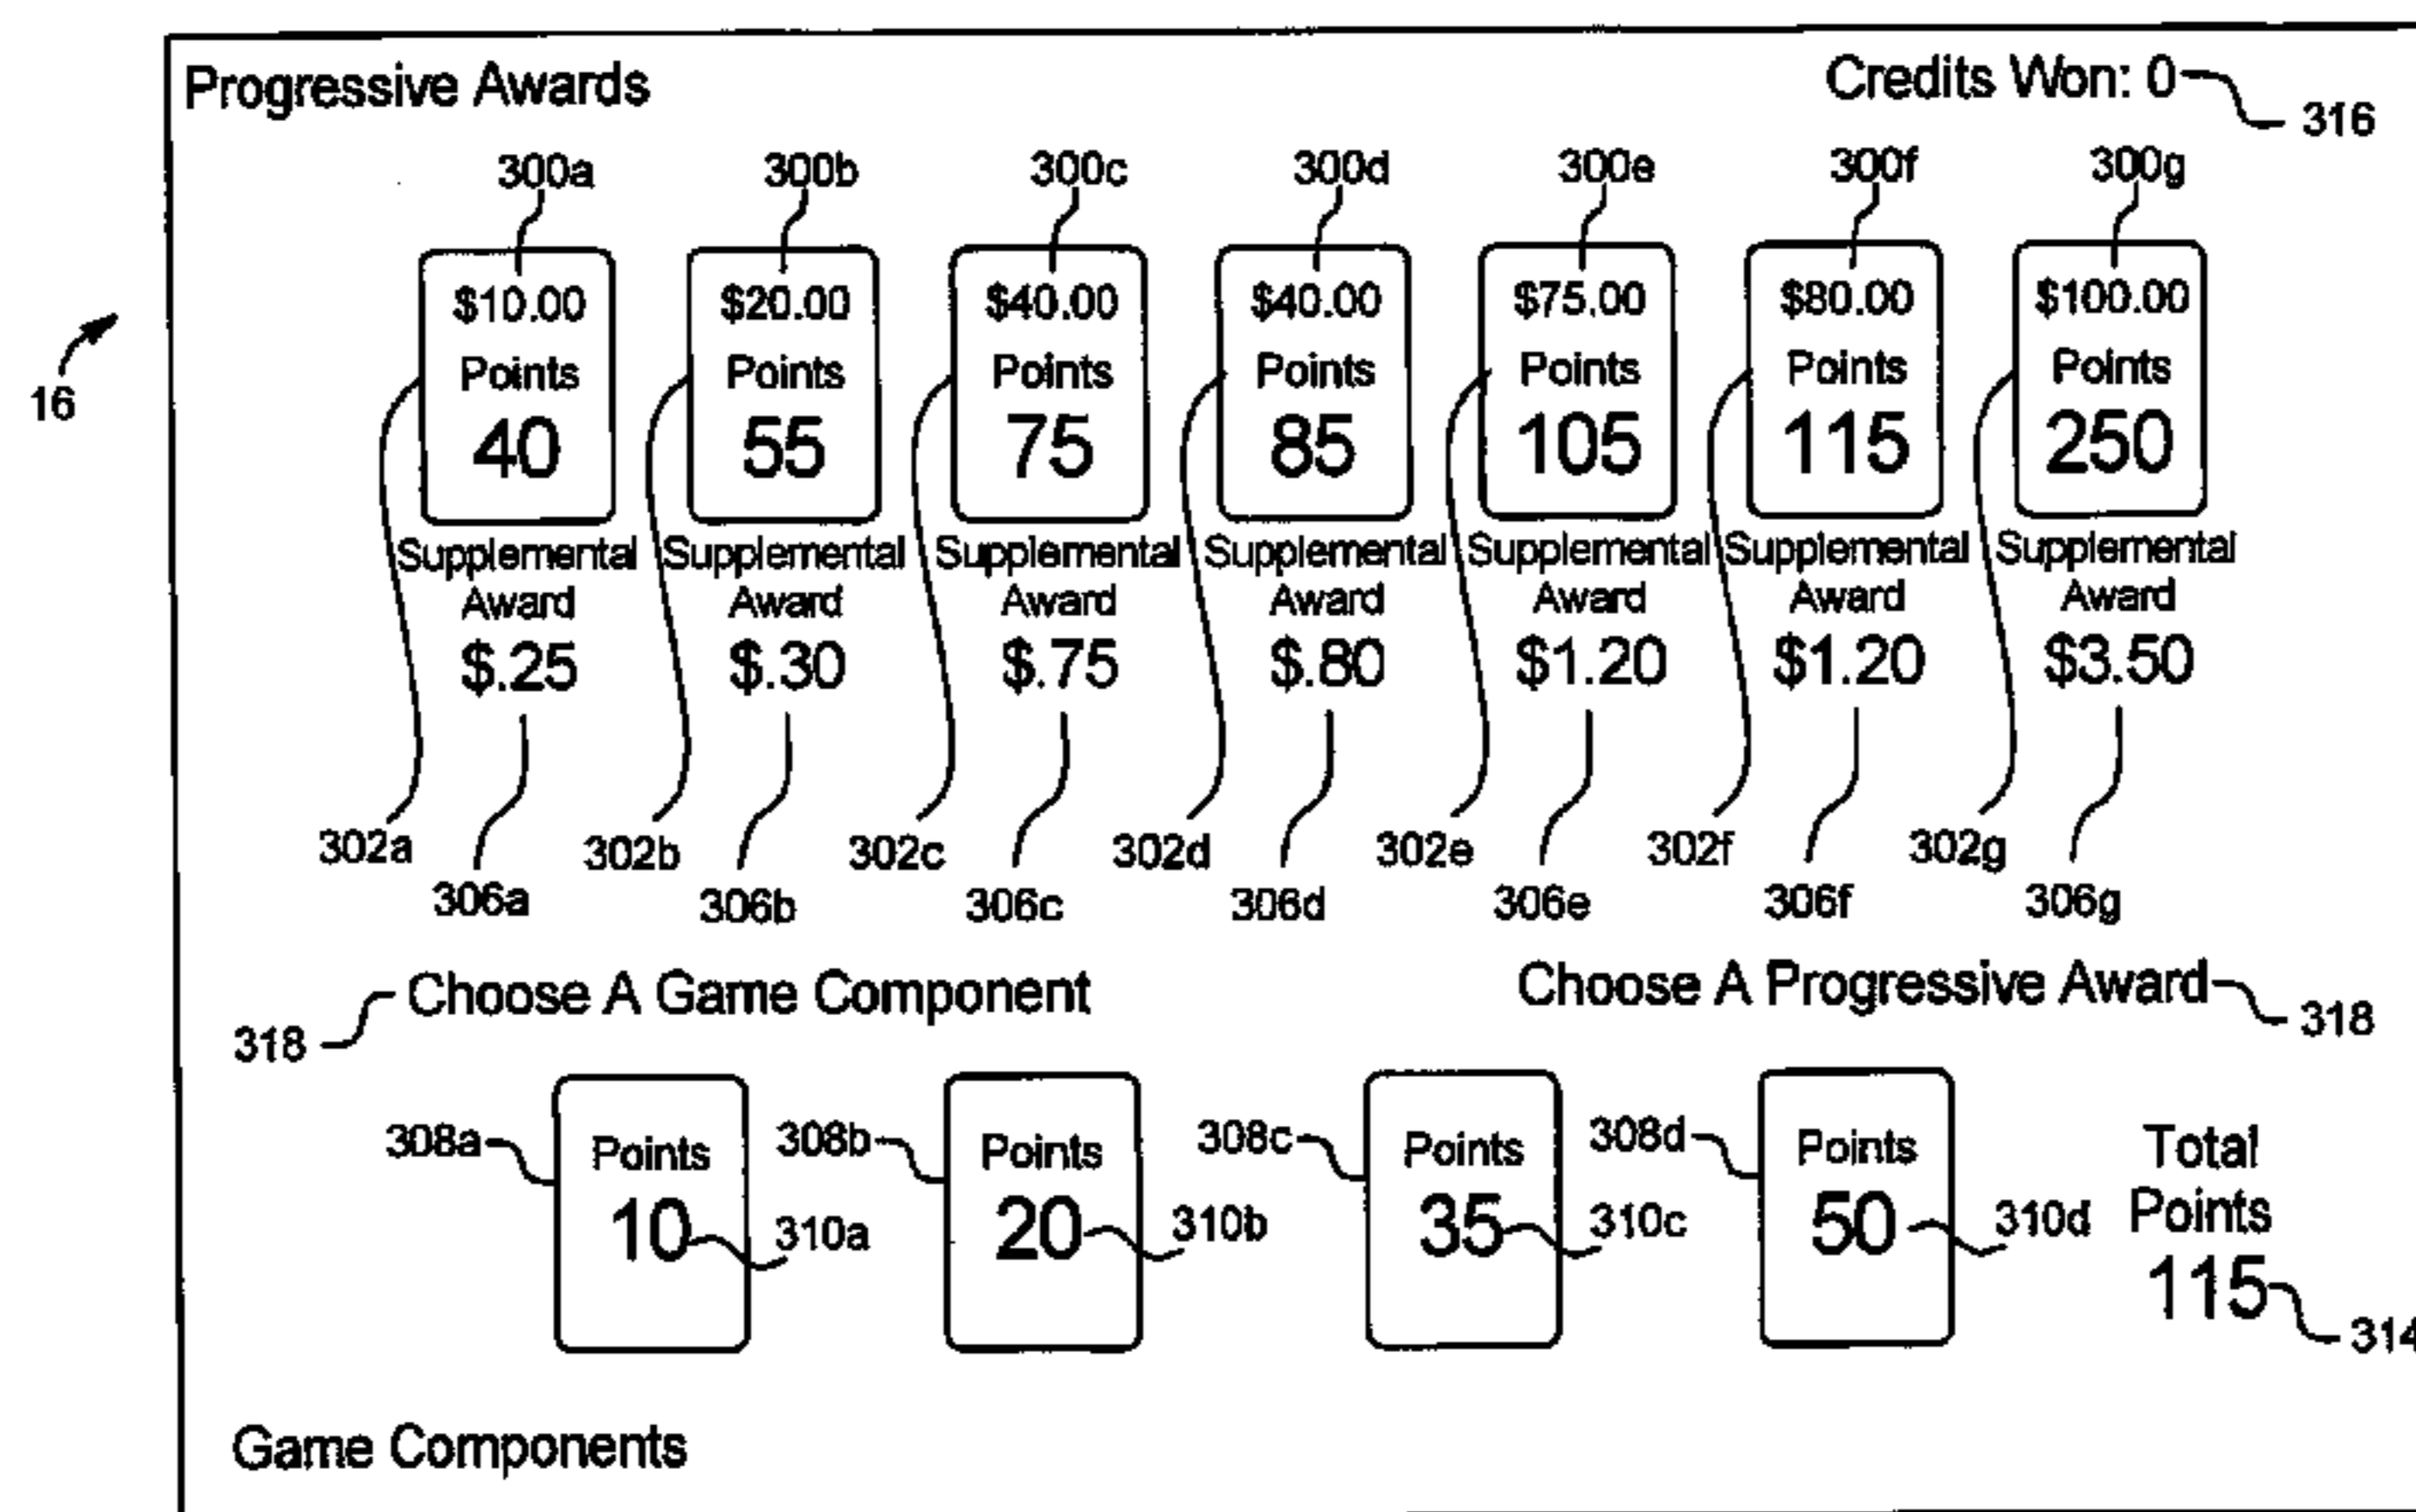 Progressive Awards Credits Won: 0
316
300a 300b 300c 300d 300e 300f 300g
$10.00 $20.00 $40.00 $40.00 $75.00 $80.00 $100.00
Points Points Points Points Points Points Points
16
40 55 75 85 105 115 250
Supplemental Supplemental Supplemental Supplemental Supplemental Supplemental Supplemental
Award Award Award Award Award Award Award
$.25 $.30 $.75 $.80 $1.20 $1.20 $3.50
302a 302b 302c 302d 302e 302f 302g
306a 306b 306c 306d 306e 306f 306g
Choose A Game Component Choose A Progressive Award
318 318
308a Points 308b Points 308c Points 308d Points Total
10 310a 20 310b 35 310c 50 310d Points
115
314
Game Components